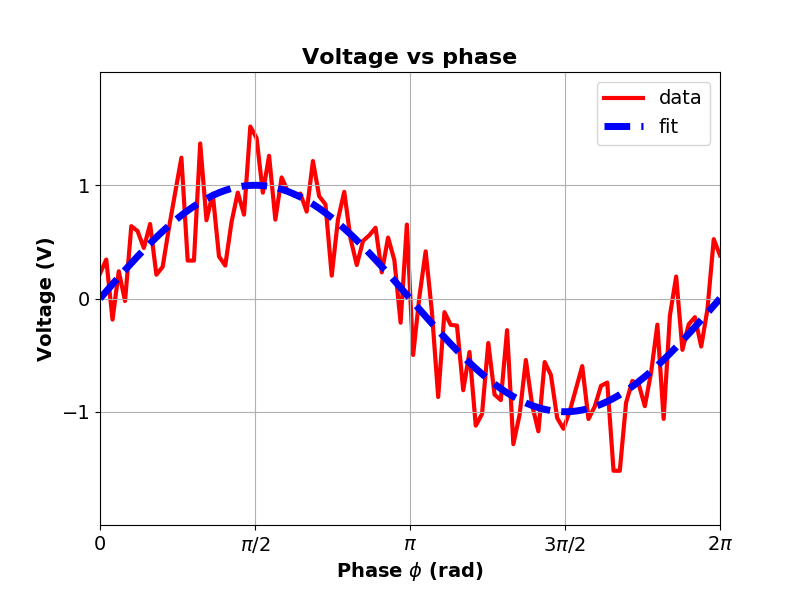 Voltage vs phase
data
fit
Voltage (V)
1
0
−1
0
π/2
π
3π/2
2π
Phase ϕ (rad)